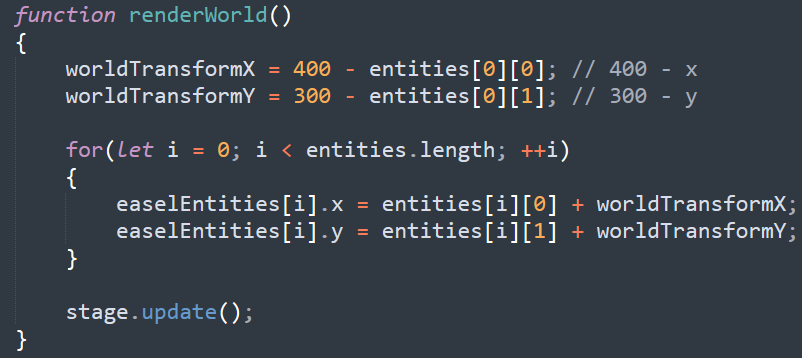 function renderWorld()
{
    worldTransformX = 400 - entities[0][0]; // 400 - x
    worldTransformY = 300 - entities[0][1]; // 300 - y

    for(let i = 0; i < entities.length; ++i)
    {
        easelEntities[i].x = entities[i][0] + worldTransformX;
        easelEntities[i].y = entities[i][1] + worldTransformY;
    }

    stage.update();
}